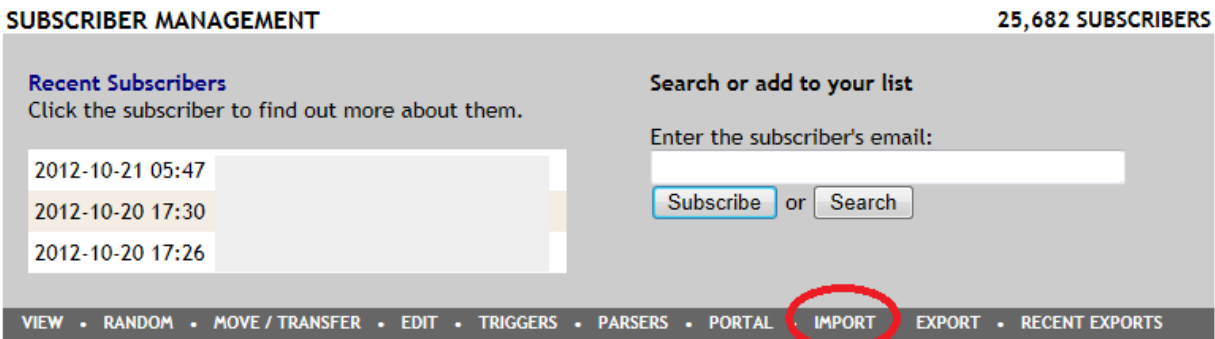 SUBSCRIBER MANAGEMENT
25,682 SUBSCRIBERS
Recent Subscribers
Click the subscriber to find out more about them.
2012-10-21 05:47
2012-10-20 17:30
2012-10-20 17:26
Search or add to your list
Enter the subscriber's email:
Subscribe or Search
VIEW • RANDOM • MOVE / TRANSFER • EDIT • TRIGGERS • PARSERS • PORTAL • IMPORT EXPORT • RECENT EXPORTS